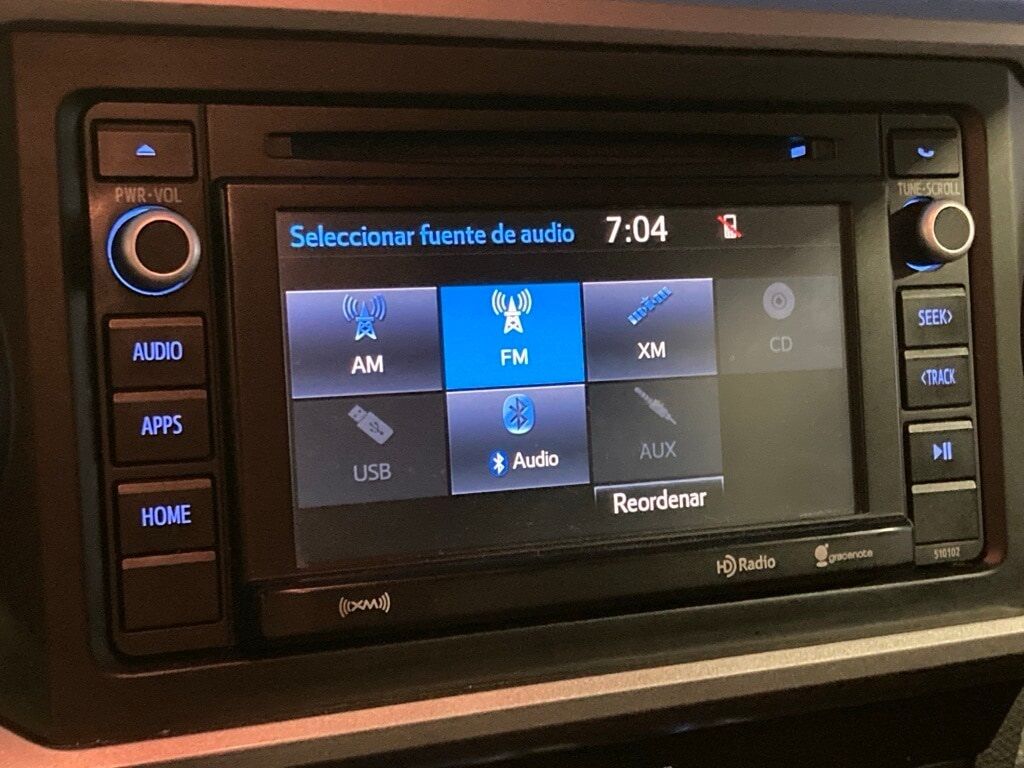 PWR·VOL
TUNE·SCROLL
Seleccionar fuente de audio 7:04
AM
FM
XM
CD
USB
Audio
AUX
Reordenar
AUDIO
APPS
HOME
SEEK>
<TRACK
510102
((XM))
HD Radio
gracenote